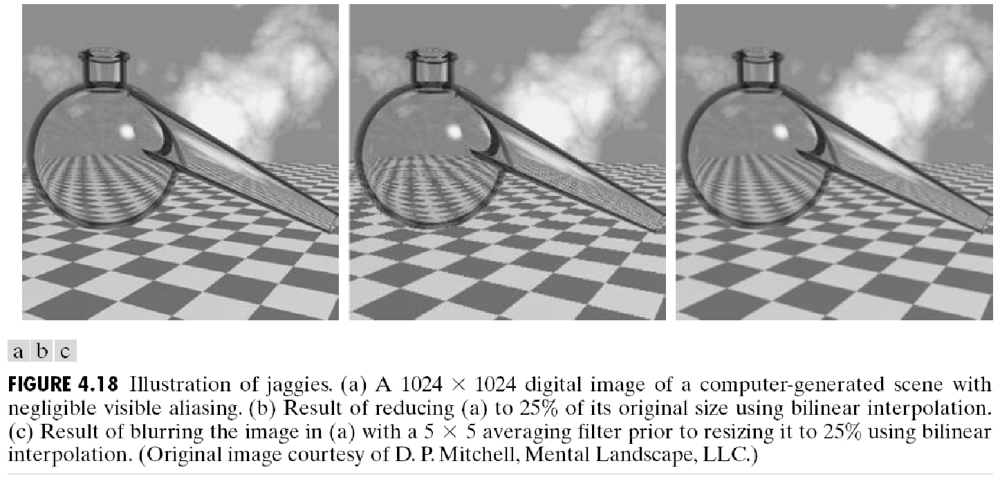 a b c
FIGURE 4.18 Illustration of jaggies. (a) A 1024 × 1024 digital image of a computer-generated scene with
negligible visible aliasing. (b) Result of reducing (a) to 25% of its original size using bilinear interpolation.
(c) Result of blurring the image in (a) with a 5 × 5 averaging filter prior to resizing it to 25% using bilinear
interpolation. (Original image courtesy of D. P. Mitchell, Mental Landscape, LLC.)